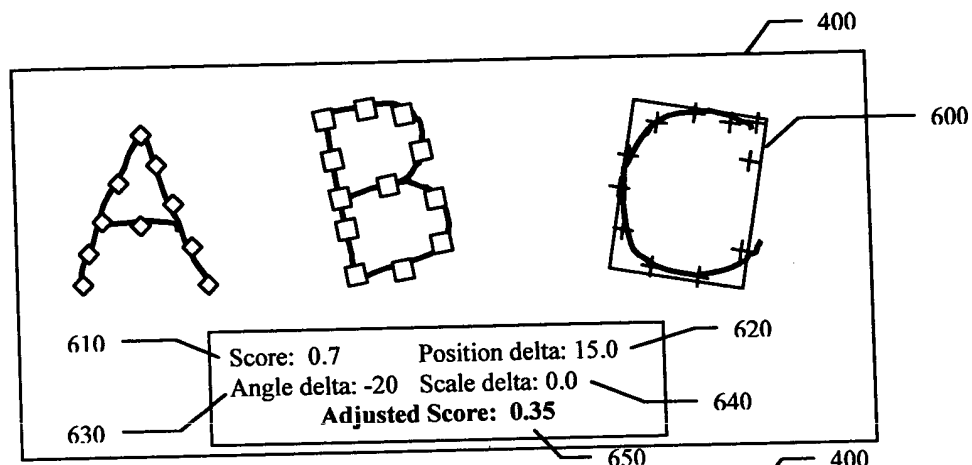 400
A B C
600
610
620
Score: 0.7 Position delta: 15.0
Angle delta: -20 Scale delta: 0.0
Adjusted Score: 0.35
630
640
650
400